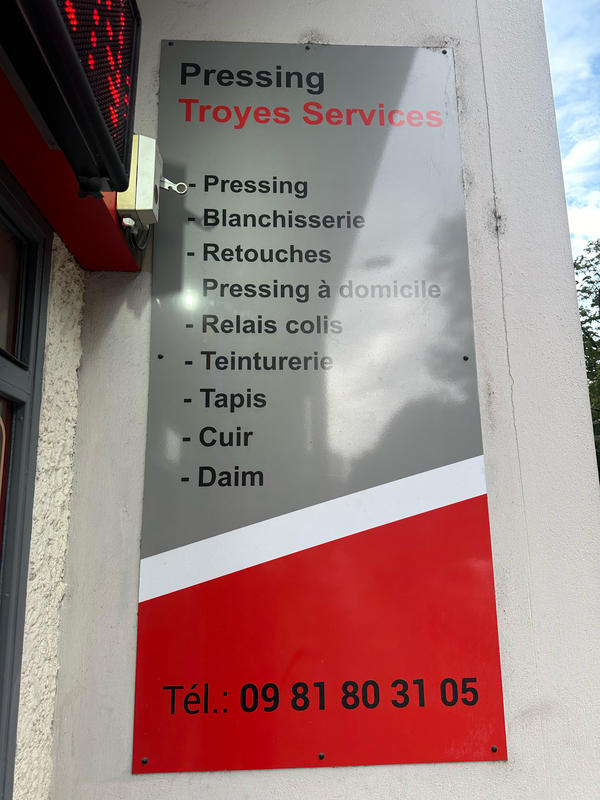 Pressing
Troyes Services
- Pressing
- Blanchisserie
- Retouches
Pressing à domicile
- Relais colis
- Teinturerie
- Tapis
- Cuir
- Daim
Tél.: 09 81 80 31 05